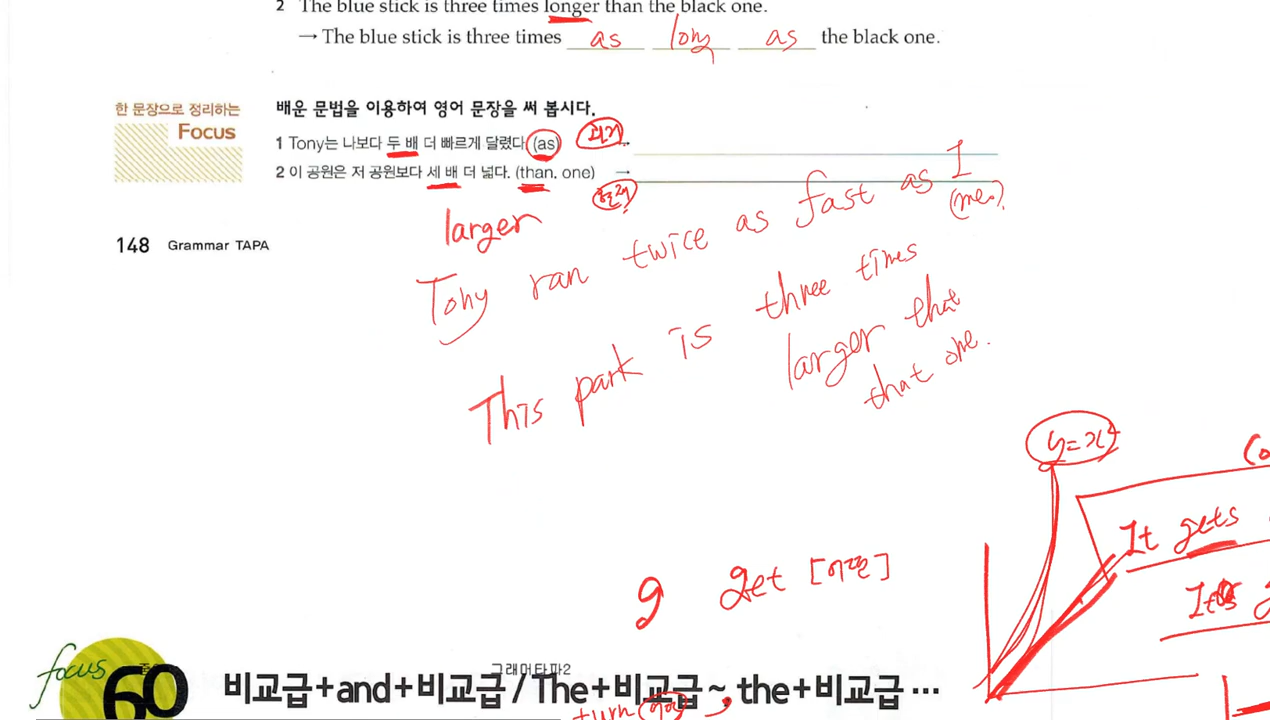 2 The blue stick is three times longer than the black one.
→ The blue stick is three times as long as the black one.
한 문장으로 정리하는
Focus
배운 문법을 이용하여 영어 문장을 써 봅시다.
1 Tony는 나보다 두 배 더 빠르게 달렸다. (as) 과거 →
2 이 공원은 저 공원보다 세 배 더 넓다. (than, one) 현재 →
larger
Tony ran twice as fast as I
(me.)
This park is three times
larger that
that one.
148 Grammar TAPA
y=x²
It gets
g get
focus
60
그래머타파2
비교급+and+비교급 / The+비교급~, the+비교급 …
turn